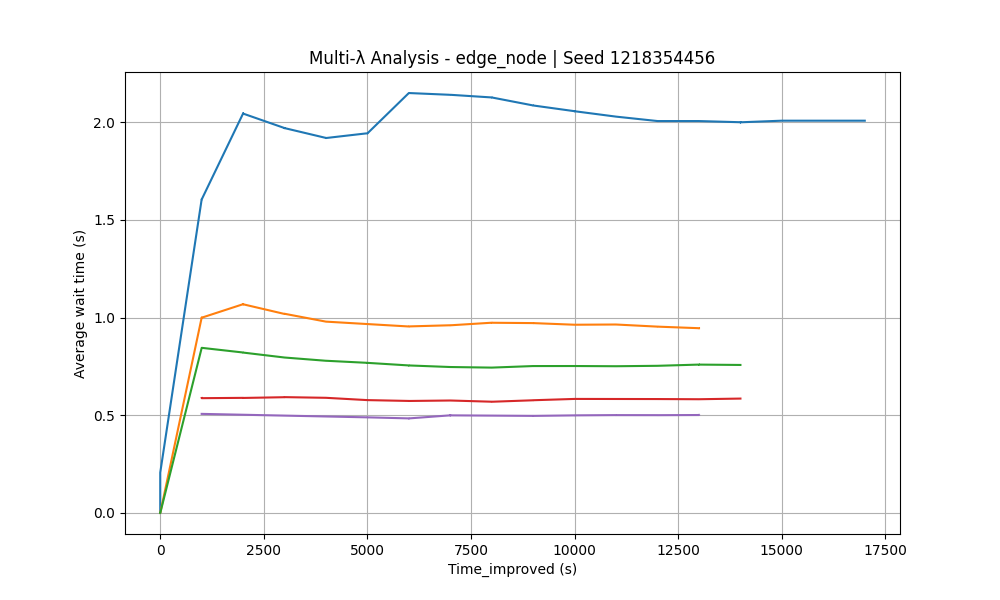 Multi-λ Analysis - edge_node | Seed 1218354456
Average wait time (s)
2.0
1.5
1.0
0.5
0.0
0 2500 5000 7500 10000 12500 15000 17500
Time_improved (s)